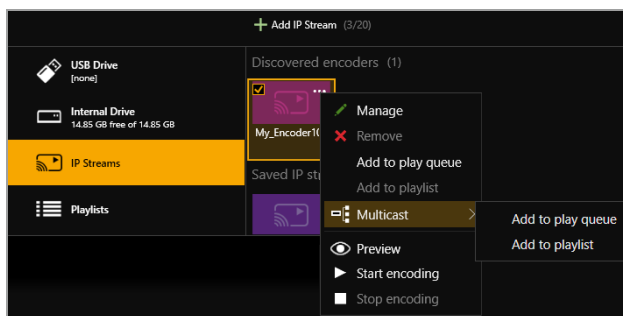 Add IP Stream (3/20)
USB Drive
[none]
Internal Drive
14.85 GB free of 14.85 GB
IP Streams
Playlists
Discovered encoders (1)
My_Encoder10
Saved IP str
Manage
Remove
Add to play queue
Add to playlist
Multicast
Preview
Start encoding
Stop encoding
Add to play queue
Add to playlist